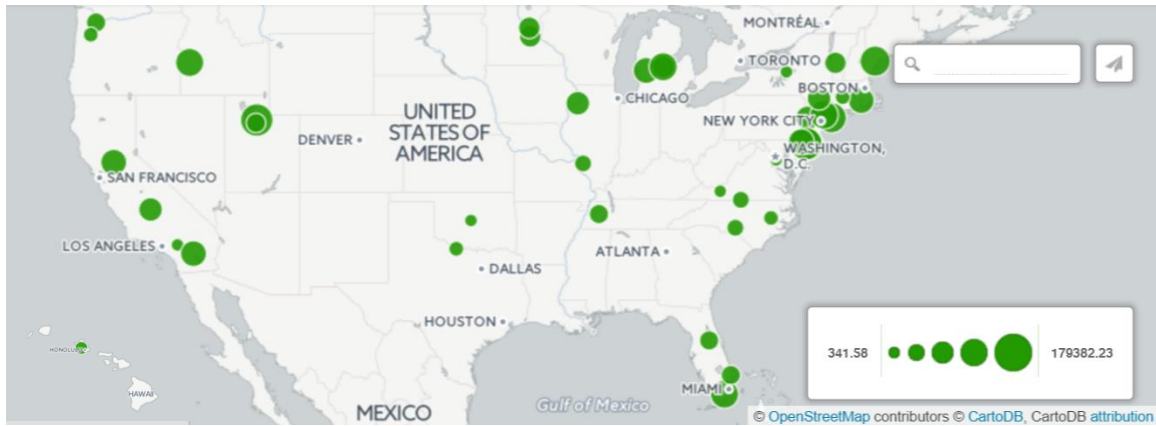 MONTRÉAL
TORONTO
BOSTON
CHICAGO
NEW YORK CITY
UNITED
STATES OF
AMERICA
DENVER
WASHINGTON,
D.C.
SAN FRANCISCO
LOS ANGELES
ATLANTA
DALLAS
HOUSTON
HONOLULU
HAWAII
MIAMI
MEXICO
Gulf of Mexico
341.58
179382.23
© OpenStreetMap contributors © CartoDB, CartoDB attribution